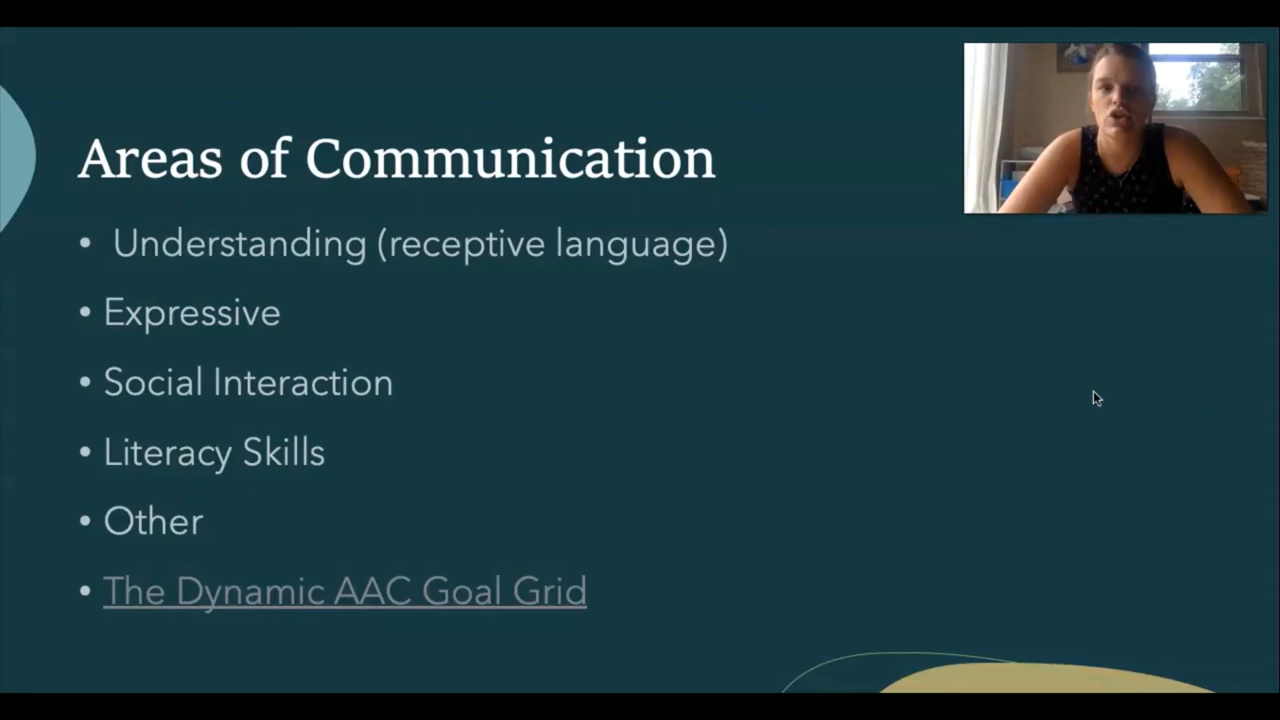 Areas of Communication
• Understanding (receptive language)
• Expressive
• Social Interaction
• Literacy Skills
• Other
• The Dynamic AAC Goal Grid